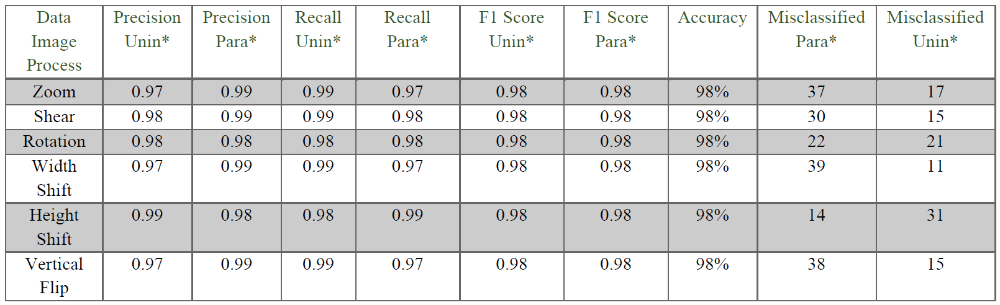 Data Image Process Precision Unin* Precision Para* Recall Unin* Recall Para* F1 Score Unin* F1 Score Para* Accuracy Misclassified Para* Misclassified Unin*
Zoom 0.97 0.99 0.99 0.97 0.98 0.98 98% 37 17
Shear 0.98 0.99 0.99 0.98 0.98 0.98 98% 30 15
Rotation 0.98 0.98 0.98 0.98 0.98 0.98 98% 22 21
Width Shift 0.97 0.99 0.99 0.97 0.98 0.98 98% 39 11
Height Shift 0.99 0.98 0.98 0.99 0.98 0.98 98% 14 31
Vertical Flip 0.97 0.99 0.99 0.97 0.98 0.98 98% 38 15